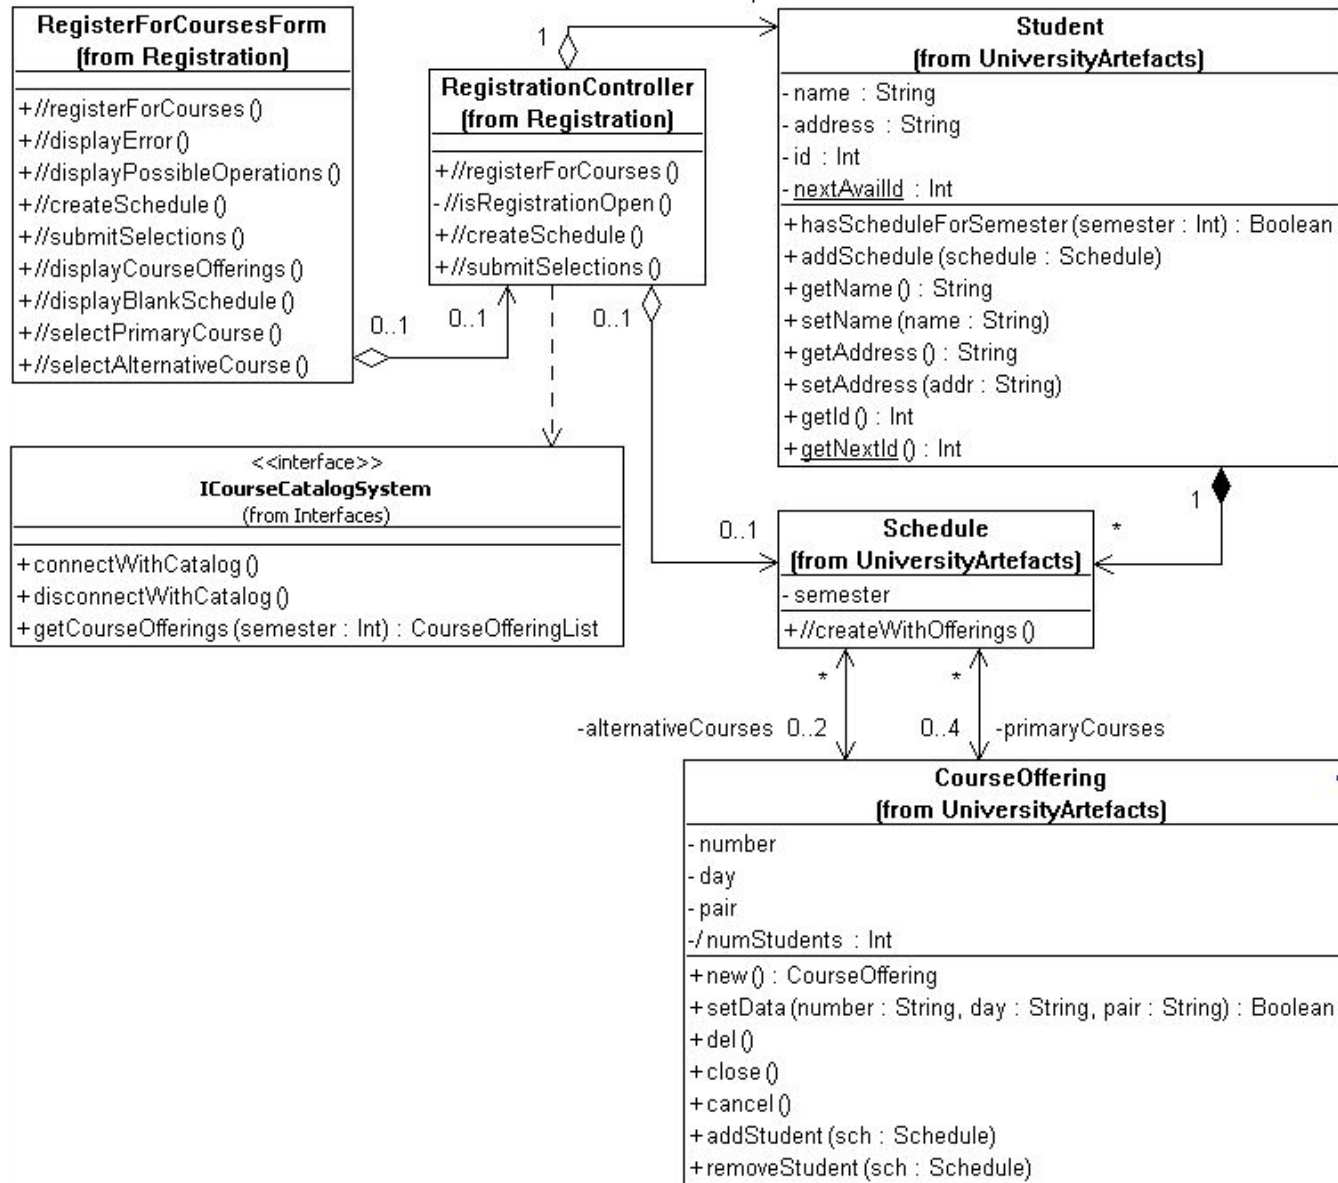 RegisterForCoursesForm
(from Registration)
+//registerForCourses()
+//displayError()
+//displayPossibleOperations()
+//createSchedule()
+//submitSelections()
+//displayCourseOfferings()
+//displayBlankSchedule()
+//selectPrimaryCourse()
+//selectAlternativeCourse()
0..1
0..1
1
RegistrationController
(from Registration)
+//registerForCourses()
-//isRegistrationOpen()
+//createSchedule()
+//submitSelections()
0..1
0..1
Student
(from UniversityArtefacts)
-name : String
-address : String
-id : Int
-nextAvailId : Int
+hasScheduleForSemester(semester : Int) : Boolean
+addSchedule(schedule : Schedule)
+getName() : String
+setName(name : String)
+getAddress() : String
+setAddress(addr : String)
+getId() : Int
+getNextId() : Int
1
*
<<interface>>
ICourseCatalogSystem
(from Interfaces)
+connectWithCatalog()
+disconnectWithCatalog()
+getCourseOfferings(semester : Int) : CourseOfferingList
Schedule
(from UniversityArtefacts)
-semester
+//createWithOfferings()
*
*
-alternativeCourses 0..2
0..4 -primaryCourses
CourseOffering
(from UniversityArtefacts)
-number
-day
-pair
-/numStudents : Int
+new() : CourseOffering
+setData(number : String, day : String, pair : String) : Boolean
+del()
+close()
+cancel()
+addStudent(sch : Schedule)
+removeStudent(sch : Schedule)